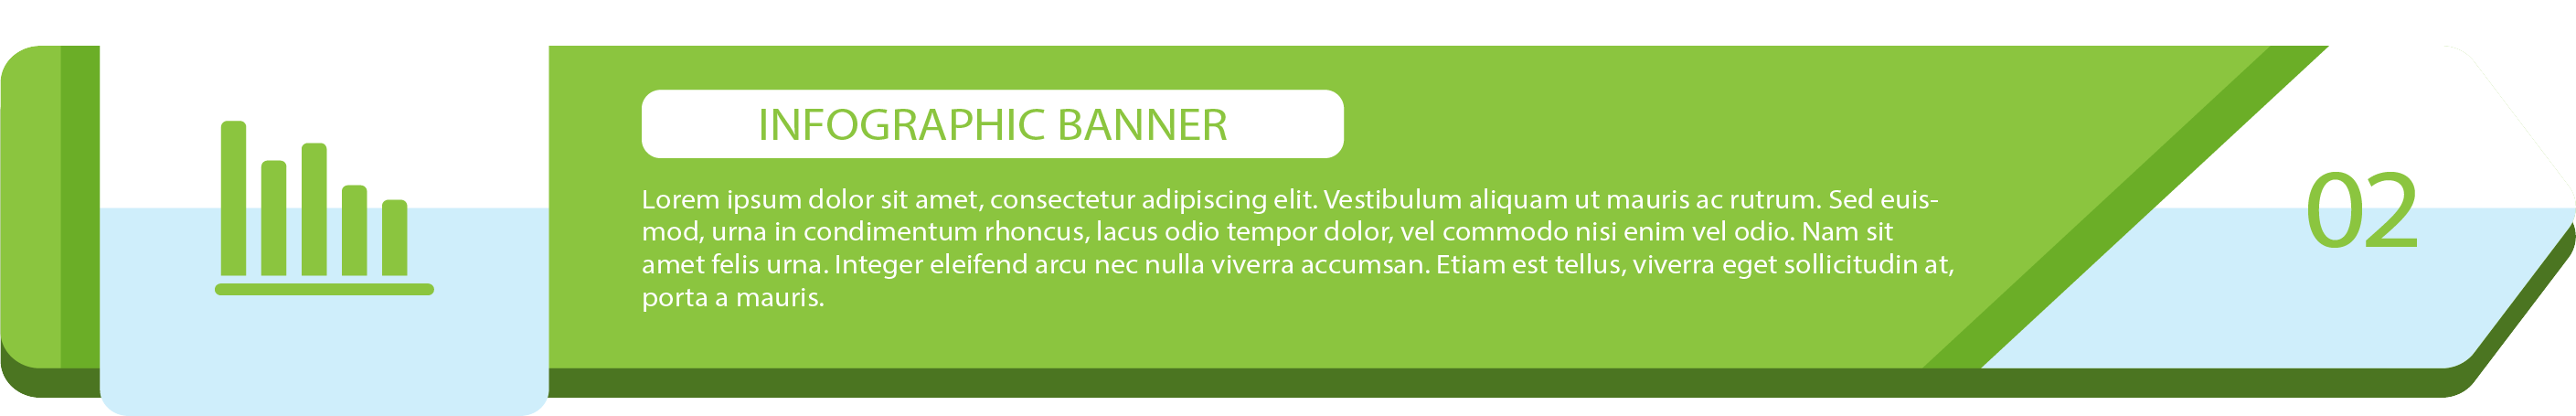 INFOGRAPHIC BANNER
Lorem ipsum dolor sit amet, consectetur adipiscing elit. Vestibulum aliquam ut mauris ac rutrum. Sed euis-
mod, urna in condimentum rhoncus, lacus odio tempor dolor, vel commodo nisi enim vel odio. Nam sit
amet felis urna. Integer eleifend arcu nec nulla viverra accumsan. Etiam est tellus, viverra eget sollicitudin at,
porta a mauris.
02